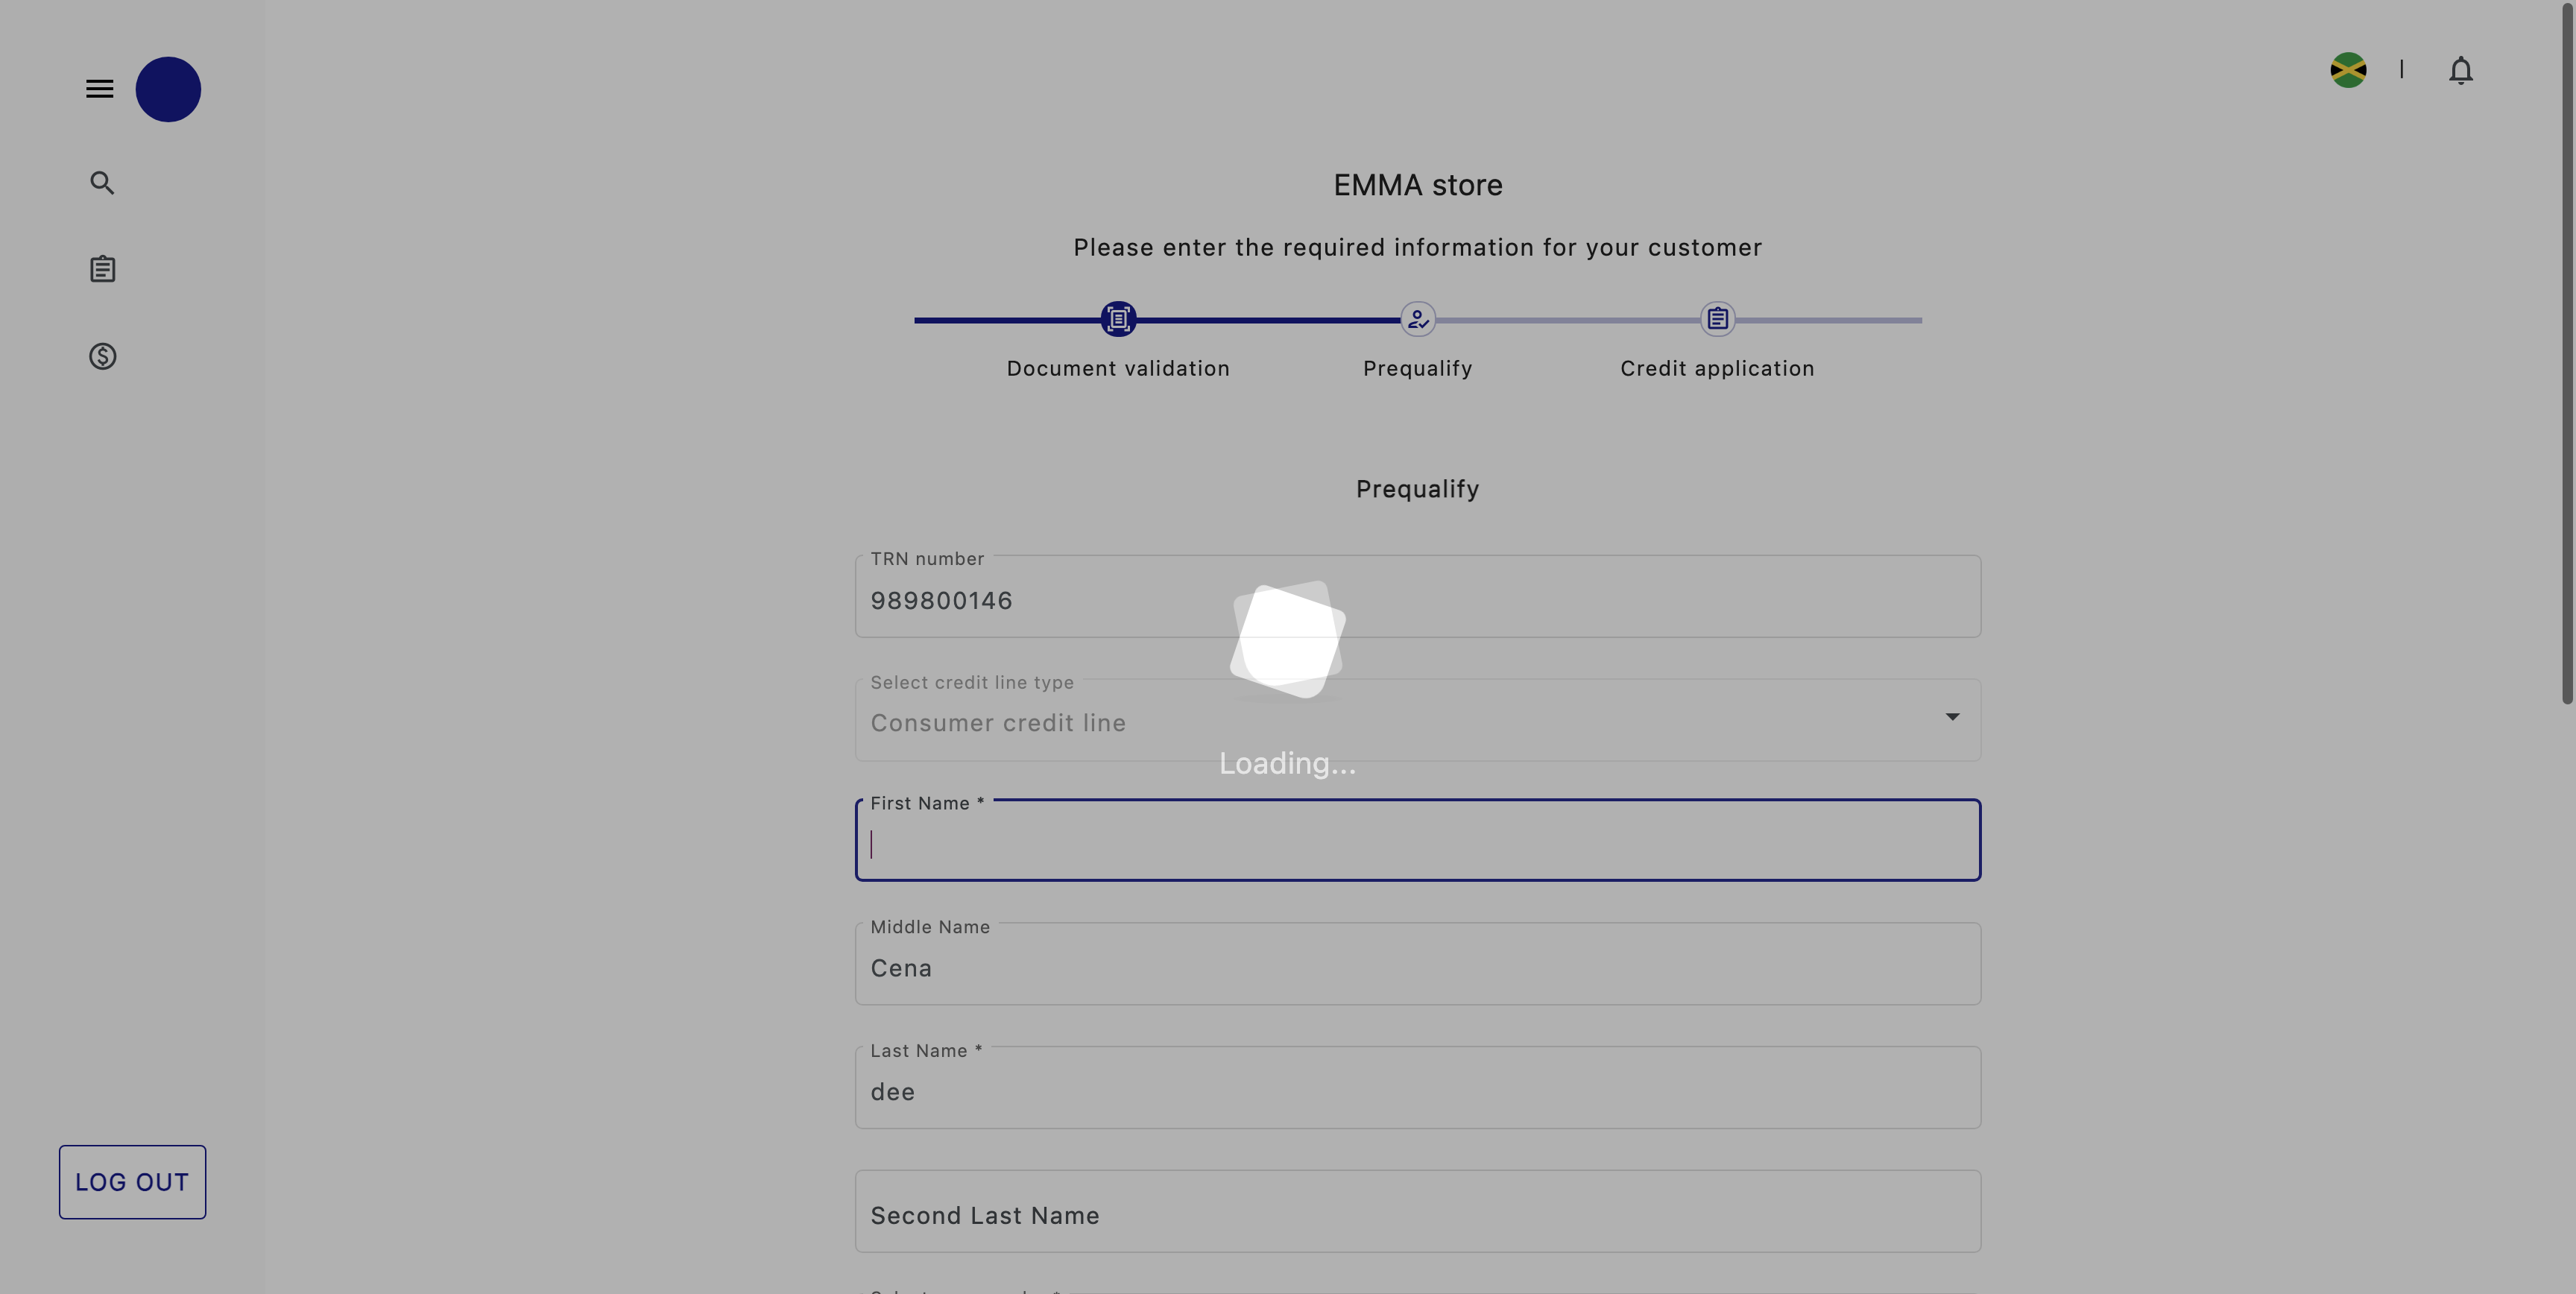 EMMA store
Please enter the required information for your customer
Document validation
Prequalify
Credit application
Prequalify
TRN number
989800146
Select credit line type
Consumer credit line
Loading...
First Name *
Middle Name
Cena
Last Name *
dee
Second Last Name
LOG OUT